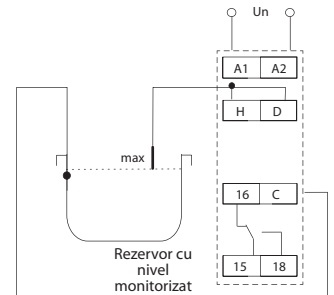 Un
A1 A2
H D
max
16 C
Rezervor cu
nivel
monitorizat
15 18